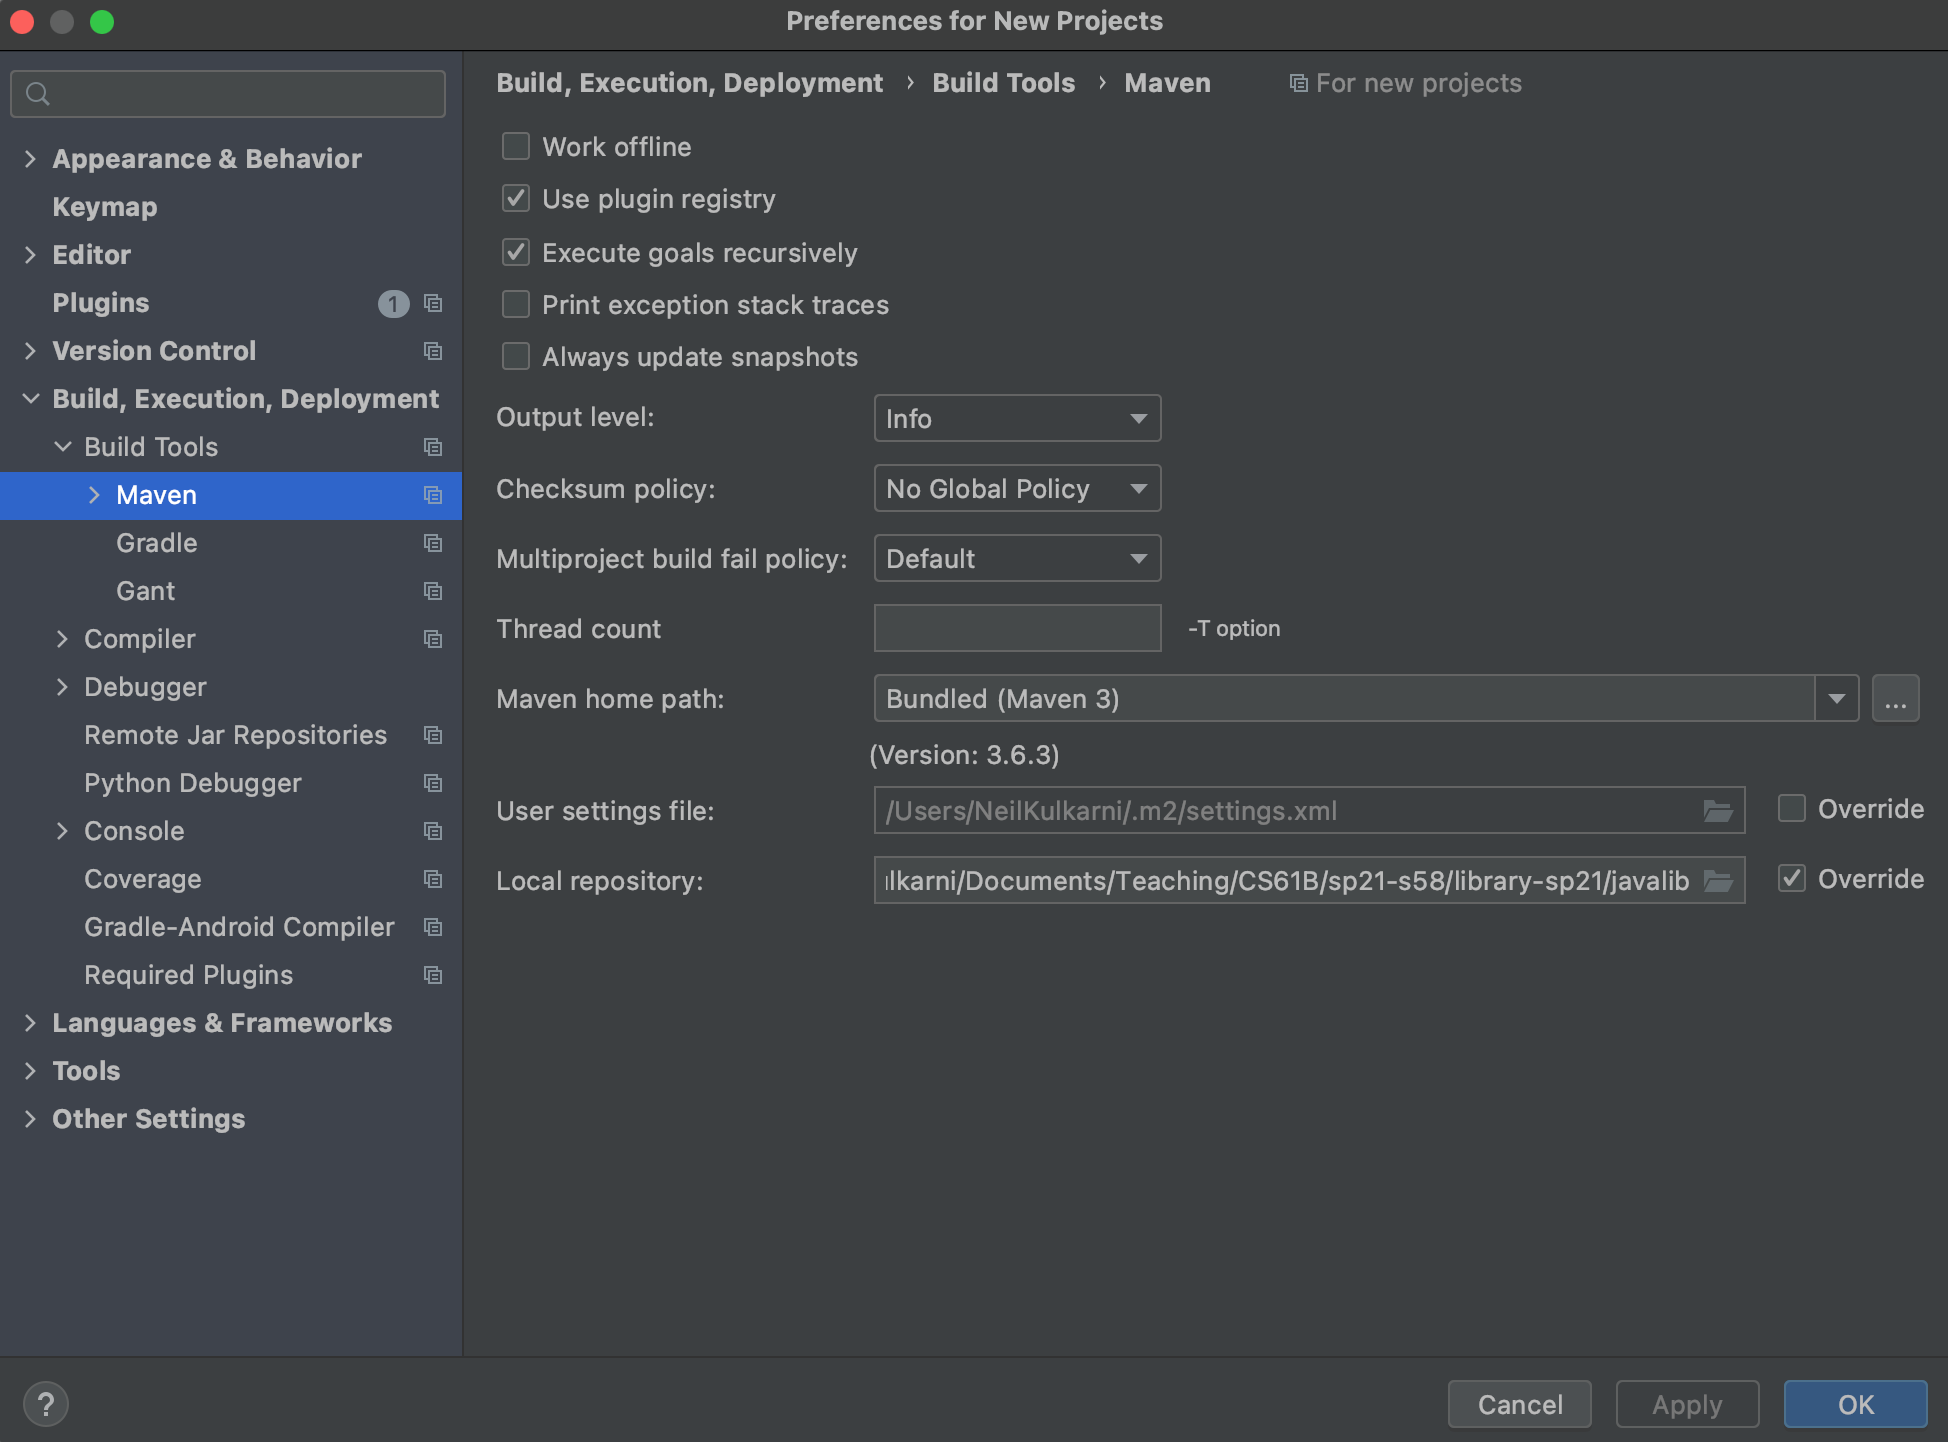 Preferences for New Projects
Appearance & Behavior
Keymap
Editor
Plugins 1
Version Control
Build, Execution, Deployment
Build Tools
Maven
Gradle
Gant
Compiler
Debugger
Remote Jar Repositories
Python Debugger
Console
Coverage
Gradle-Android Compiler
Required Plugins
Languages & Frameworks
Tools
Other Settings
Build, Execution, Deployment › Build Tools › Maven For new projects
Work offline
Use plugin registry
Execute goals recursively
Print exception stack traces
Always update snapshots
Output level: Info
Checksum policy: No Global Policy
Multiproject build fail policy: Default
Thread count -T option
Maven home path: Bundled (Maven 3) ...
(Version: 3.6.3)
User settings file: /Users/NeilKulkarni/.m2/settings.xml Override
Local repository: lkarni/Documents/Teaching/CS61B/sp21-s58/library-sp21/javalib Override
? Cancel Apply OK